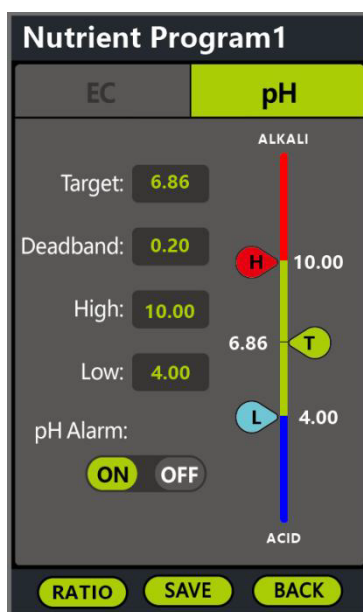 Nutrient Program1
EC pH
ALKALI
Target: 6.86
Deadband: 0.20
H 10.00
High: 10.00
6.86 T
Low: 4.00
L 4.00
pH Alarm:
ON OFF
ACID
RATIO SAVE BACK